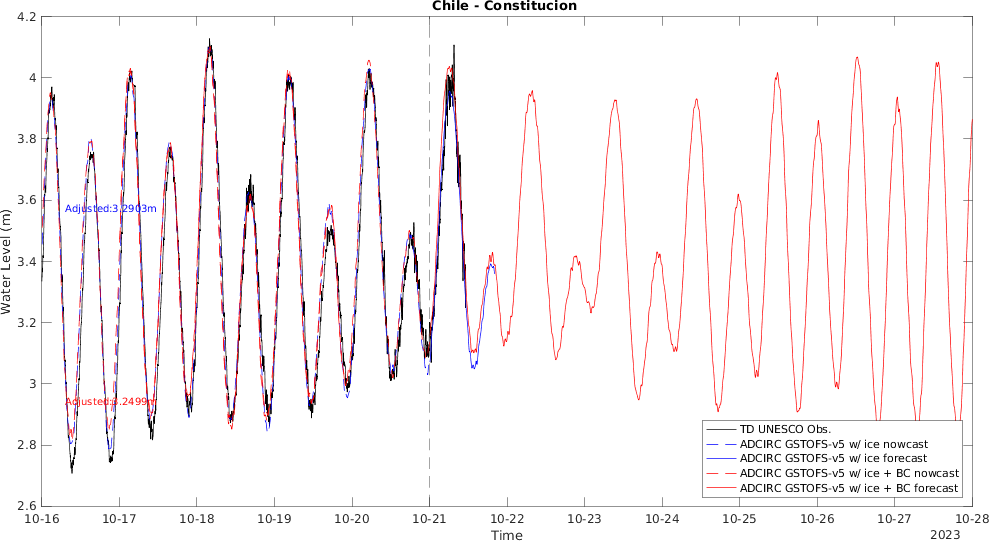 Chile - Constitucion
4.2
4
3.8
3.6
3.4
3.2
3
2.8
2.6
Water Level (m)
Adjusted:3.2903m
Adjusted:3.2499m
TD UNESCO Obs.
ADCIRC GSTOFS-v5 w/ ice nowcast
ADCIRC GSTOFS-v5 w/ ice forecast
ADCIRC GSTOFS-v5 w/ ice + BC nowcast
ADCIRC GSTOFS-v5 w/ ice + BC forecast
10-16 10-17 10-18 10-19 10-20 10-21 10-22 10-23 10-24 10-25 10-26 10-27 10-28
Time
2023